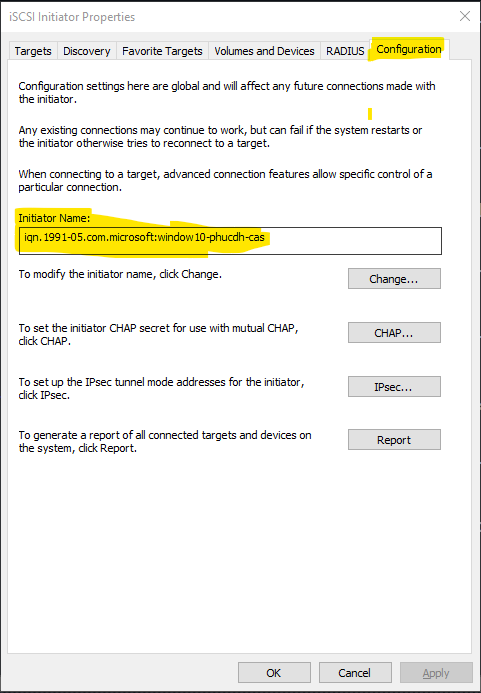 iSCSI Initiator Properties
Targets Discovery Favorite Targets Volumes and Devices RADIUS Configuration
Configuration settings here are global and will affect any future connections made with
the initiator.
Any existing connections may continue to work, but can fail if the system restarts or
the initiator otherwise tries to reconnect to a target.
When connecting to a target, advanced connection features allow specific control of a
particular connection.
Initiator Name:
iqn.1991-05.com.microsoft:window10-phucdh-cas
To modify the initiator name, click Change.
Change...
To set the initiator CHAP secret for use with mutual CHAP,
click CHAP.
CHAP...
To set up the IPsec tunnel mode addresses for the initiator,
click IPsec.
IPsec...
To generate a report of all connected targets and devices on
the system, click Report.
Report
OK Cancel Apply